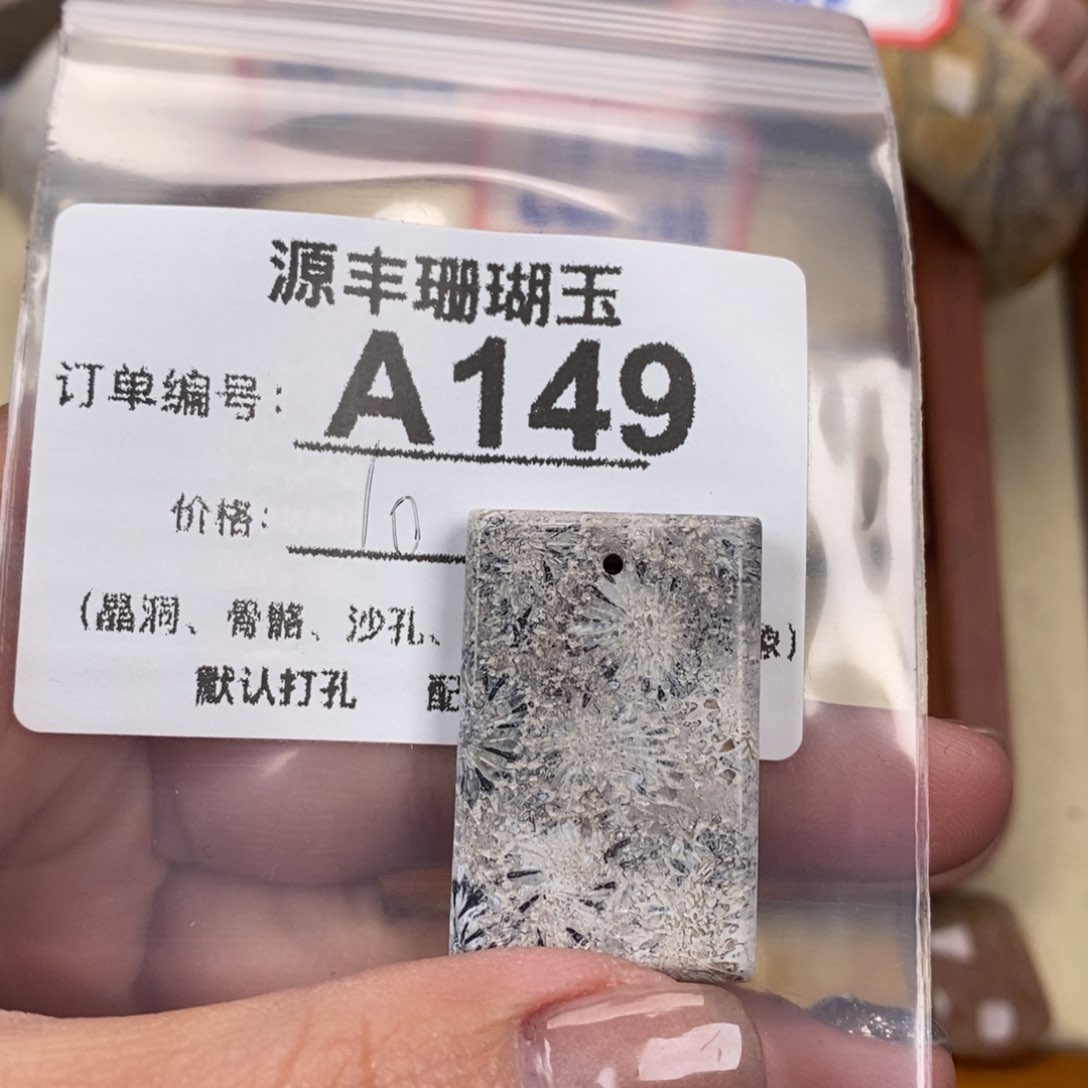 源丰珊瑚玉
订单编号: A149
价格: 10
(晶洞、骨骼、沙孔、
默认打孔 配